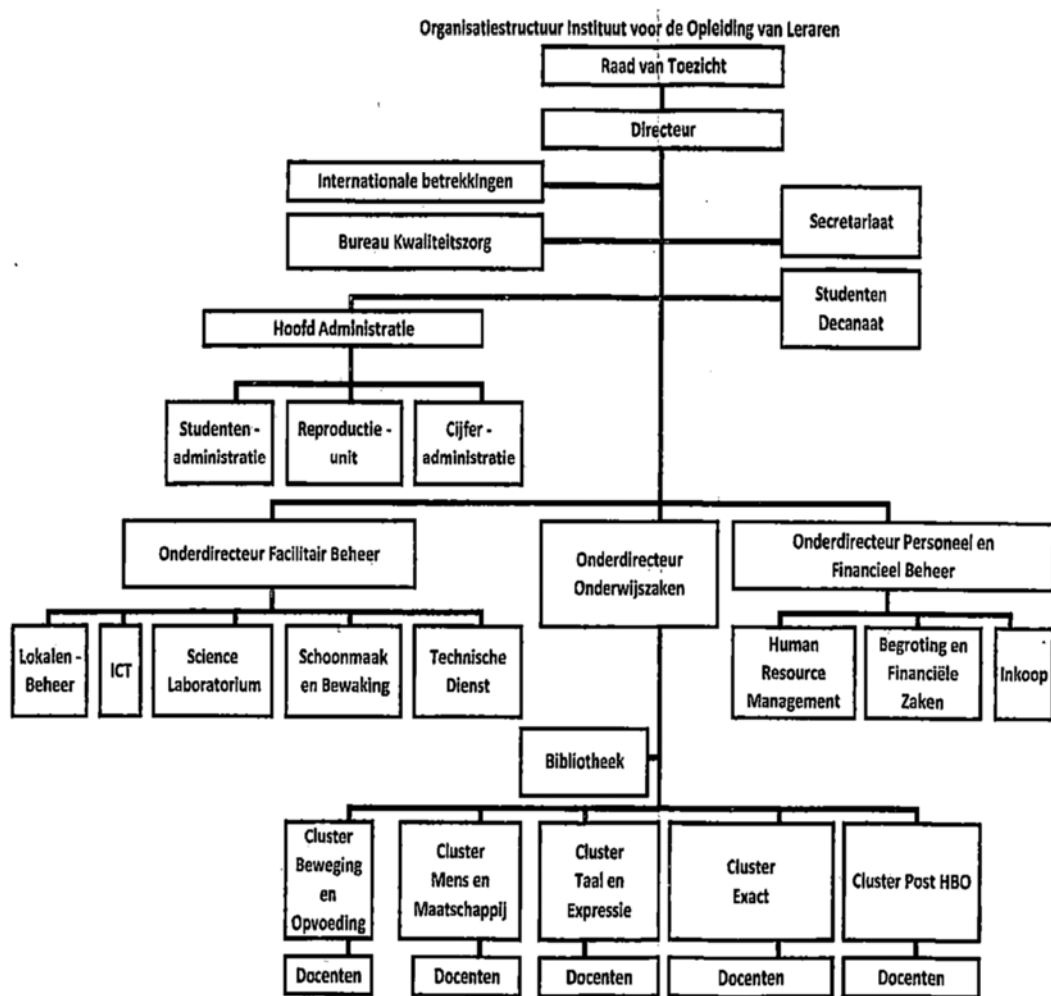 Organisatiestructuur Instituut voor de Opleiding van Leraren
Raad van Toezicht
Directeur
Internationale betrekkingen
Secretariaat
Bureau Kwaliteitszorg
Studenten
Decanaat
Hoofd Administratie
Studenten -
administratie
Reproductie -
unit
Cijfer -
administratie
Onderdirecteur Facilitair Beheer
Onderdirecteur
Onderwijszaken
Onderdirecteur Personeel en
Financieel Beheer
Lokalen -
Beheer
ICT
Science
Laboratorium
Schoonmaak
en Bewaking
Technische
Dienst
Human
Resource
Management
Begroting en
Financiële
Zaken
Inkoop
Bibliotheek
Cluster
Beweging
en
Opvoeding
Cluster
Mens en
Maatschappij
Cluster
Taal en
Expressie
Cluster
Exact
Cluster Post HBO
Docenten
Docenten
Docenten
Docenten
Docenten